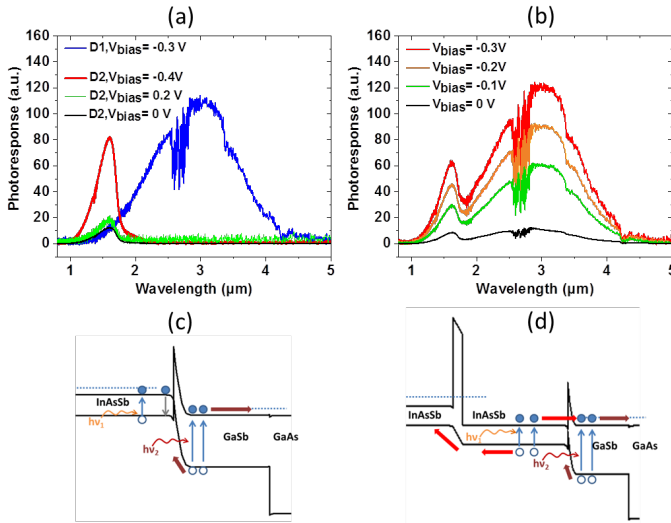 (a)
160
140
120
100
80
60
40
20
0
Photoresponse (a.u.)
D1,Vbias= -0.3 V
D2,Vbias= -0.4V
D2,Vbias= 0.2 V
D2,Vbias= 0 V
1 2 3 4 5
Wavelength (µm)
(b)
160
140
120
100
80
60
40
20
0
Photoresponse (a.u.)
Vbias= -0.3V
Vbias= -0.2V
Vbias= -0.1V
Vbias= 0 V
1 2 3 4 5
Wavelength (µm)
(c)
InAsSb
hν1
hν2
GaSb
GaAs
(d)
InAsSb
InAsSb
hν1
hν2
GaSb
GaAs